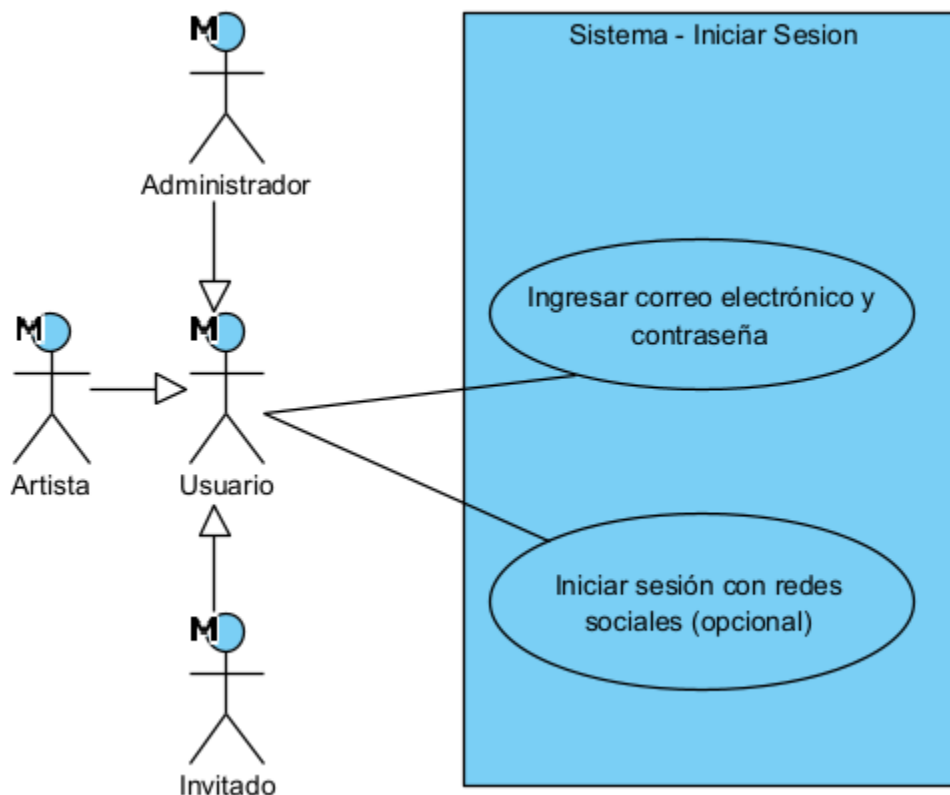 M
Sistema - Iniciar Sesion
Administrador
Ingresar correo electrónico y
contraseña
M
M
Artista
Usuario
Iniciar sesión con redes
sociales (opcional)
M
Invitado